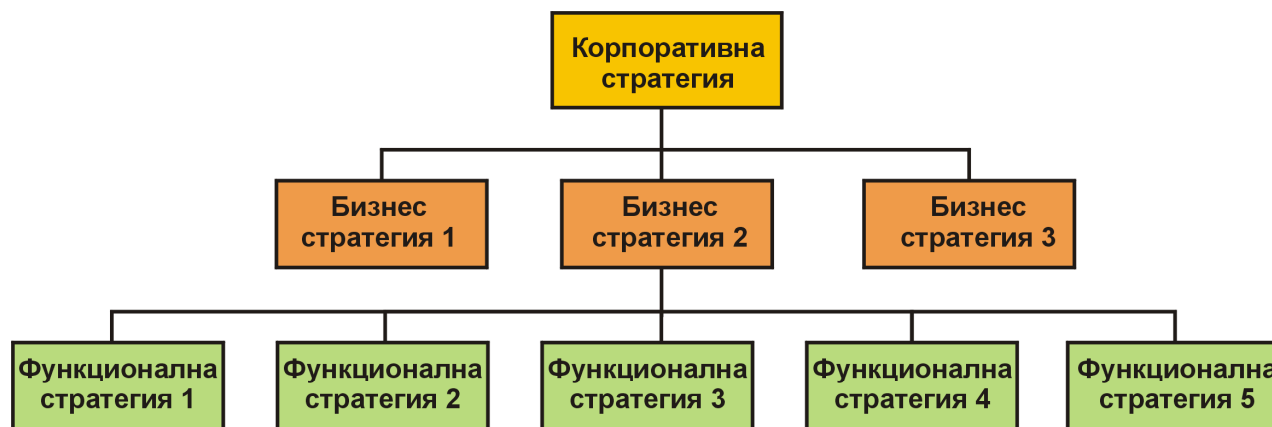 Корпоративна
стратегия
Бизнес
стратегия 1
Бизнес
стратегия 2
Бизнес
стратегия 3
Функционална
стратегия 1
Функционална
стратегия 2
Функционална
стратегия 3
Функционална
стратегия 4
Функционална
стратегия 5